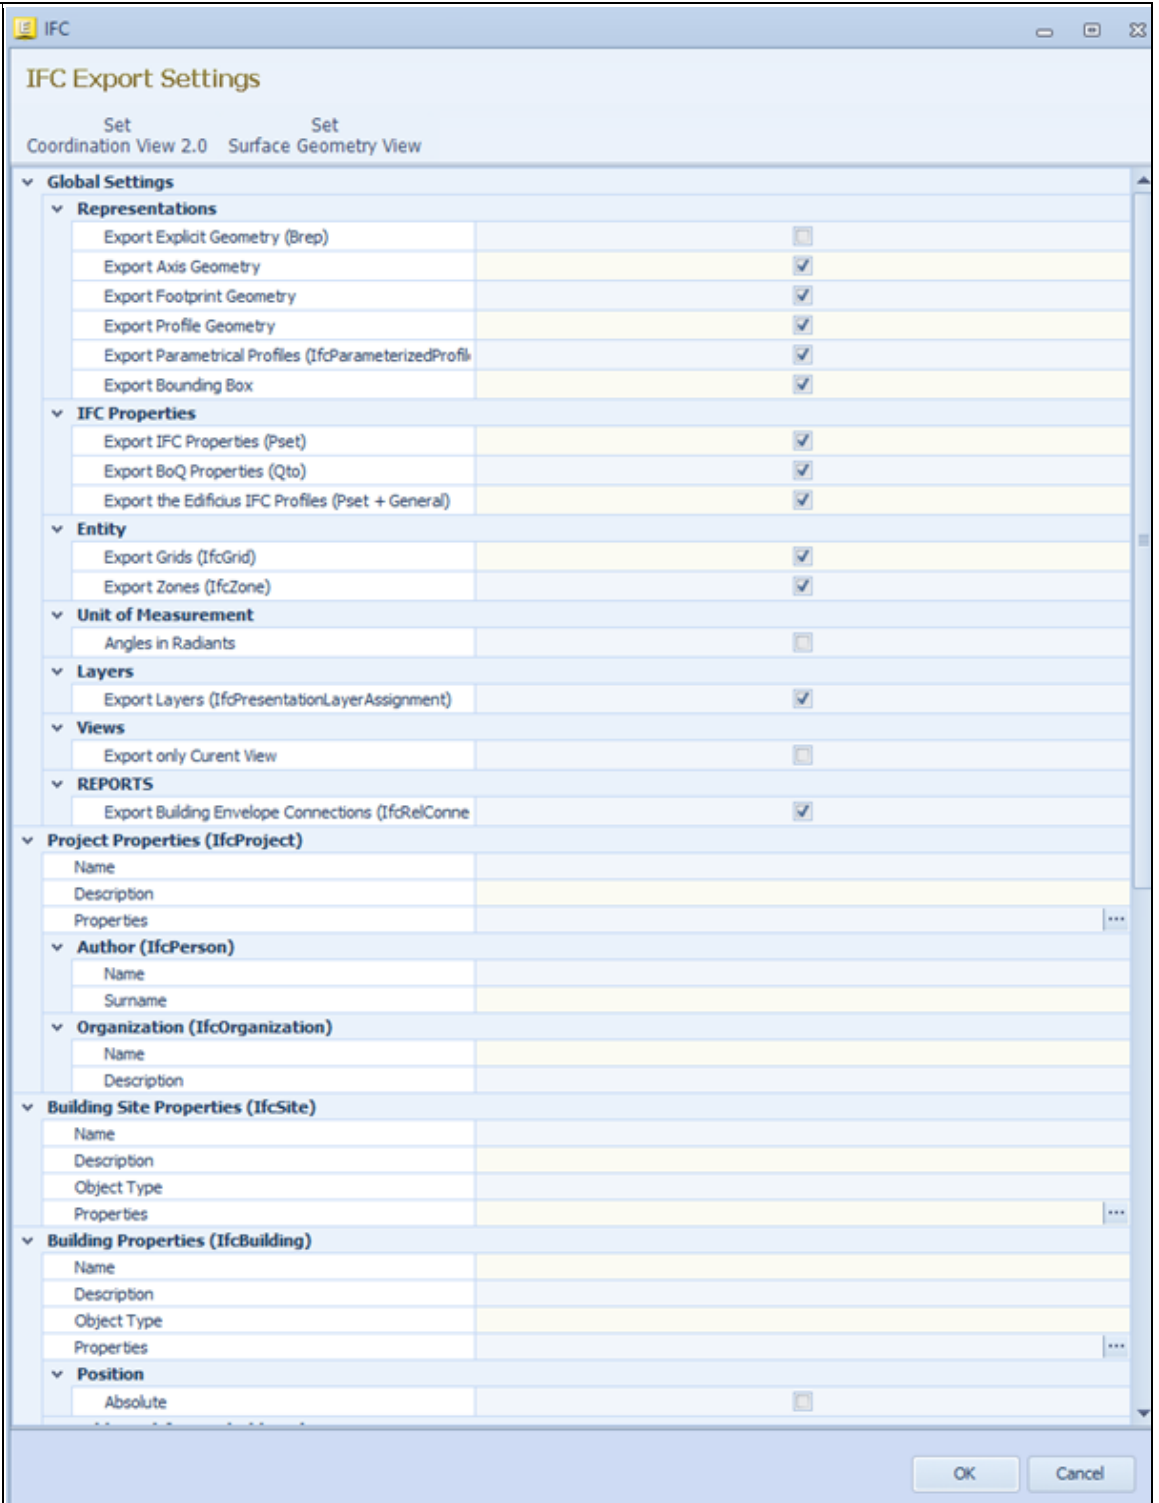 IFC
IFC Export Settings
Set
Coordination View 2.0
Set
Surface Geometry View
Global Settings
Representations
Export Explicit Geometry (Brep)
Export Axis Geometry
Export Footprint Geometry
Export Profile Geometry
Export Parametrical Profiles (IfcParameterizedProfil
Export Bounding Box
IFC Properties
Export IFC Properties (Pset)
Export BoQ Properties (Qto)
Export the Edificius IFC Profiles (Pset + General)
Entity
Export Grids (IfcGrid)
Export Zones (IfcZone)
Unit of Measurement
Angles in Radiants
Layers
Export Layers (IfcPresentationLayerAssignment)
Views
Export only Curent View
REPORTS
Export Building Envelope Connections (IfcRelConne
Project Properties (IfcProject)
Name
Description
Properties
Author (IfcPerson)
Name
Surname
Organization (IfcOrganization)
Name
Description
Building Site Properties (IfcSite)
Name
Description
Object Type
Properties
Building Properties (IfcBuilding)
Name
Description
Object Type
Properties
Position
Absolute
OK Cancel